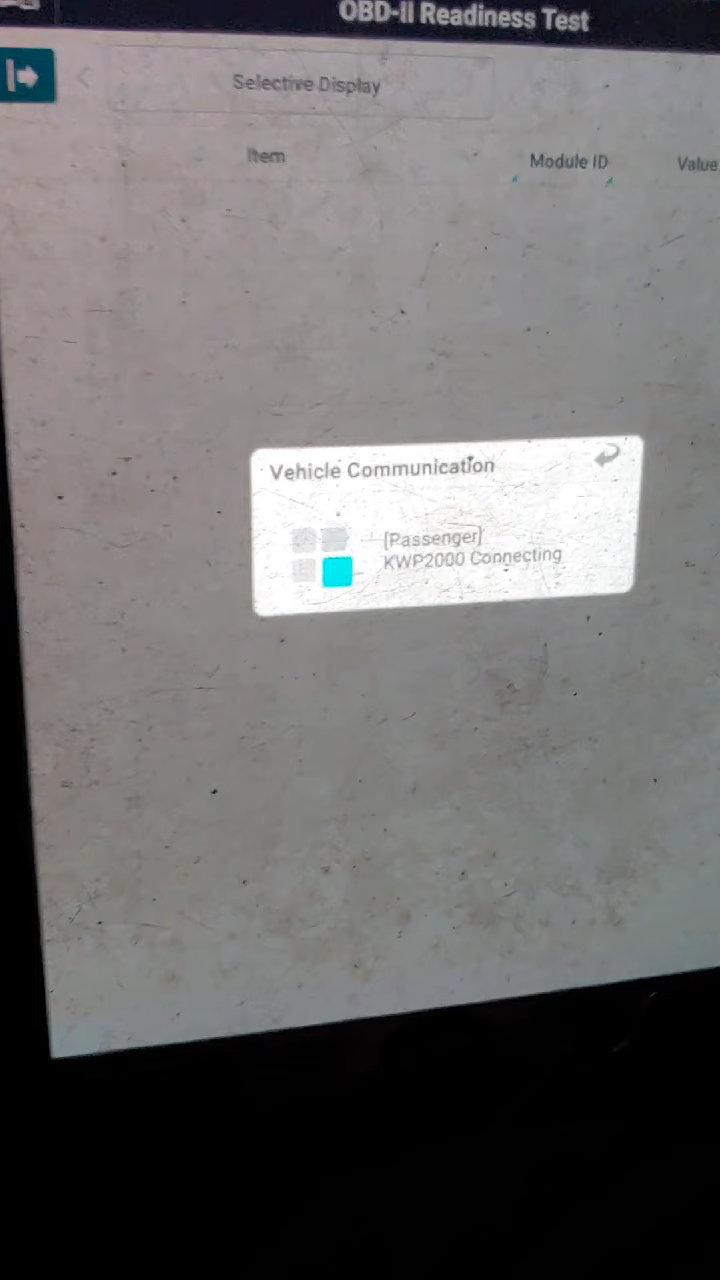 OBD-II Readiness Test
Selective Display
Item Module ID Value
Vehicle Communication
[Passenger]
KWP2000 Connecting